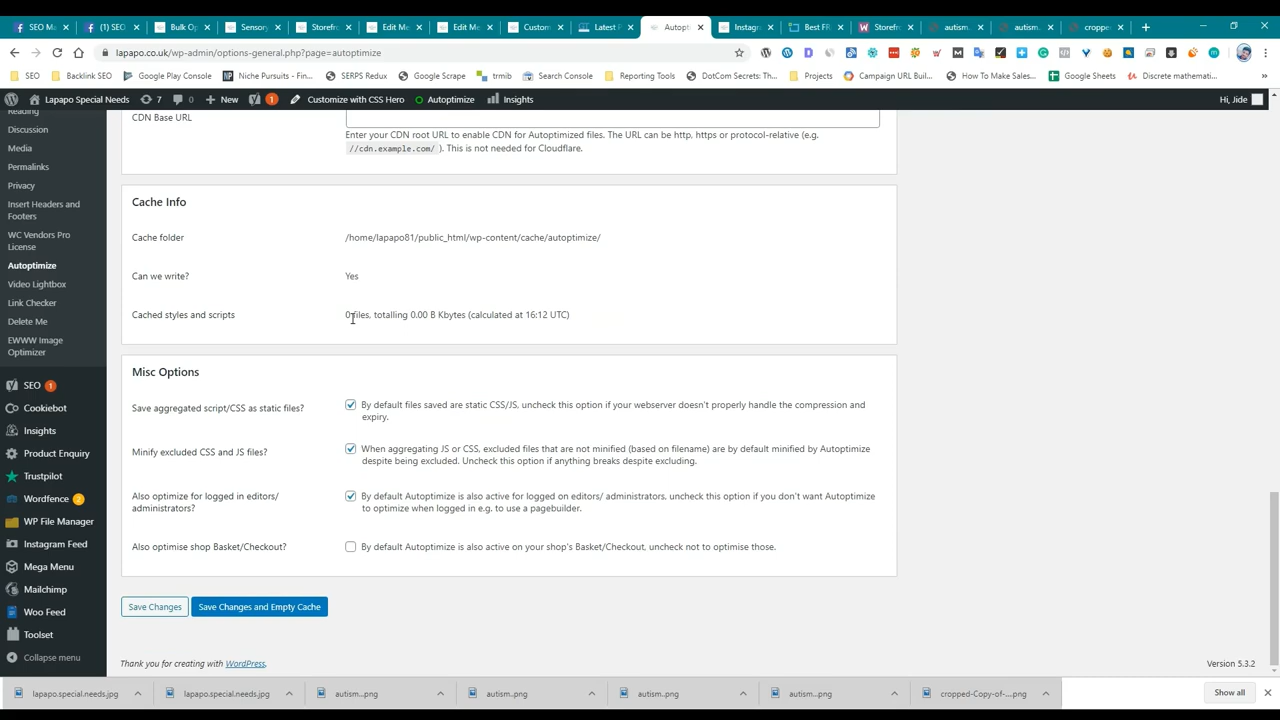 SEO Ma
(1) SEO
Bulk Op
Sensory
Storefr
Edit Me
Edit Me
Custom
Latest P
Autopti
Instagr
Best FR
Storefr
autism.
autism.
croppe
lapapo.co.uk/wp-admin/options-general.php?page=autoptimize
SEO
Backlink SEO
Google Play Console
Niche Pursuits - Fin...
SERPS Redux
Google Scrape
trmib
Search Console
Reporting Tools
DotCom Secrets: Th...
Projects
Campaign URL Buil...
How To Make Sales...
Google Sheets
Discrete mathemati...
Lapapo Special Needs
7
0
New
1
Customize with CSS Hero
Autoptimize
Insights
Hi, Jide
Reading
Discussion
Media
Permalinks
Privacy
Insert Headers and
Footers
WC Vendors Pro
License
Autoptimize
Video Lightbox
Link Checker
Delete Me
EWWW Image
Optimizer
SEO 1
Cookiebot
Insights
Product Enquiry
Trustpilot
Wordfence 2
WP File Manager
Instagram Feed
Mega Menu
Mailchimp
Woo Feed
Toolset
Collapse menu
CDN Base URL
Enter your CDN root URL to enable CDN for Autoptimized files. The URL can be http, https or protocol-relative (e.g.
//cdn.example.com/ ). This is not needed for Cloudflare.
Cache Info
Cache folder
/home/lapapo81/public_html/wp-content/cache/autoptimize/
Can we write?
Yes
Cached styles and scripts
0 files, totalling 0.00 B Kbytes (calculated at 16:12 UTC)
Misc Options
Save aggregated script/CSS as static files?
By default files saved are static CSS/JS, uncheck this option if your webserver doesn't properly handle the compression and
expiry.
Minify excluded CSS and JS files?
When aggregating JS or CSS, excluded files that are not minified (based on filename) are by default minified by Autoptimize
despite being excluded. Uncheck this option if anything breaks despite excluding.
Also optimize for logged in editors/
administrators?
By default Autoptimize is also active for logged on editors/ administrators, uncheck this option if you don't want Autoptimize
to optimize when logged in e.g. to use a pagebuilder.
Also optimise shop Basket/Checkout?
By default Autoptimize is also active on your shop's Basket/Checkout, uncheck not to optimise those.
Save Changes
Save Changes and Empty Cache
Thank you for creating with WordPress.
Version 5.3.2
lapapo.special.needs.jpg
lapapo.special.needs.jpg
autism...png
autism...png
autism...png
autism...png
cropped-Copy-of-....png
Show all